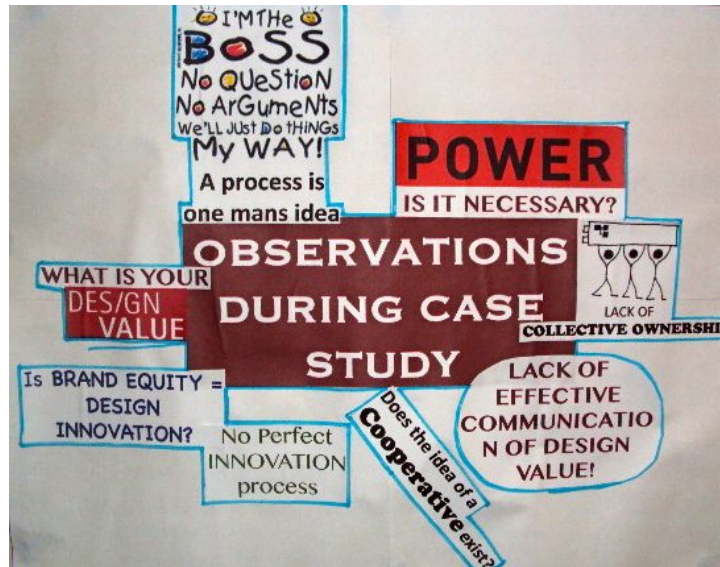 I'M THe
BOSS
No QUeStioN
No ArGumeNts
We'LL JUSt Do tHiNGs
My WAY!
A process is
one mans idea
POWER
IS IT NECESSARY?
OBSERVATIONS
DURING CASE
STUDY
WHAT IS YOUR
DES/GN
VALUE
LACK OF
COLLECTIVE OWNERSHI
Is BRAND EQUITY =
DESIGN
INNOVATION?
No Perfect
INNOVATION
process
Does the idea of a
Cooperative exist?
LACK OF
EFFECTIVE
COMMUNICATIO
N OF DESIGN
VALUE!